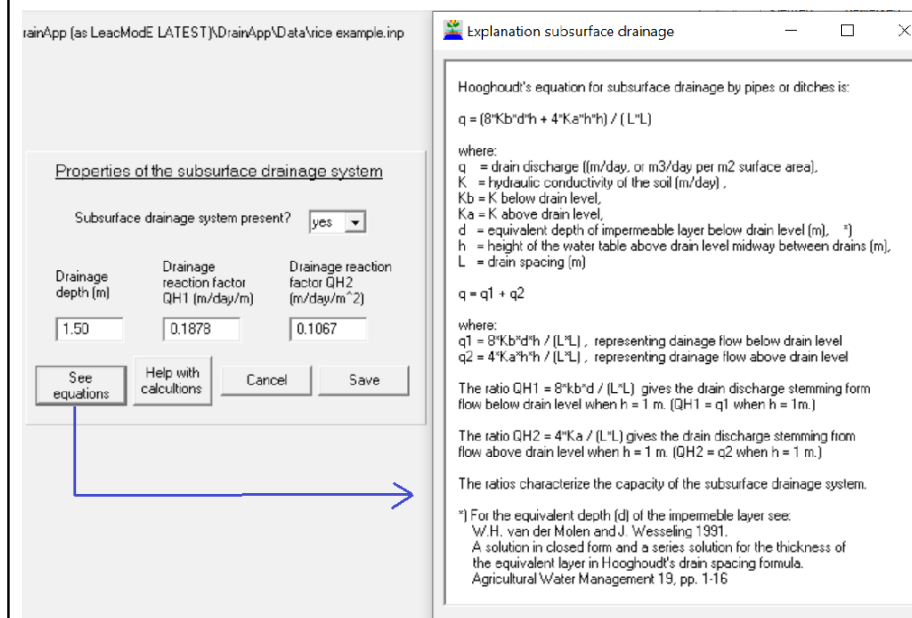 rainApp (as LeacModE LATEST)\DrainApp\Data\rice example.inp
Properties of the subsurface drainage system
Subsurface drainage system present?
yes
Drainage
depth (m)
Drainage
reaction factor
QH1 (m/day/m)
Drainage reaction
factor QH2
(m/day/m^2)
1.50
0.1878
0.1067
See
equations
Help with
calcultions
Cancel
Save
Explanation subsurface drainage
Hooghoudt's equation for subsurface drainage by pipes or ditches is:
q = (8*Kb*d*h + 4*Ka*h*h) / ( L*L)
where:
q = drain discharge ((m/day, or m3/day per m2 surface area),
K = hydraulic conductivity of the soil (m/day) ,
Kb = K below drain level,
Ka = K above drain level,
d = equivalent depth of impermeable layer below drain level (m), *)
h = height of the water table above drain level midway between drains (m),
L = drain spacing (m)
q = q1 + q2
where:
q1 = 8*Kb*d*h / (L*L) , representing dainage flow below drain level
q2 = 4*Ka*h*h / (L*L) , representing drainage flow above drain level
The ratio QH1 = 8*kb*d / (L*L) gives the drain discharge stemming form
flow below drain level when h = 1 m. (QH1 = q1 when h = 1m.)
The ratio QH2 = 4*Ka / (L*L) gives the drain discharge stemming from
flow above drain level when h = 1 m. (QH2 = q2 when h = 1 m.)
The ratios characterize the capacity of the subsurface drainage system.
*) For the equivalent depth (d) of the impermeble layer see:
W.H. van der Molen and J. Wesseling 1991.
A solution in closed form and a series solution for the thickness of
the equivalent layer in Hooghoudt's drain spacing formula.
Agricultural Water Management 19, pp. 1-16